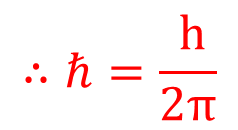 ∴ ℏ = h / 2π